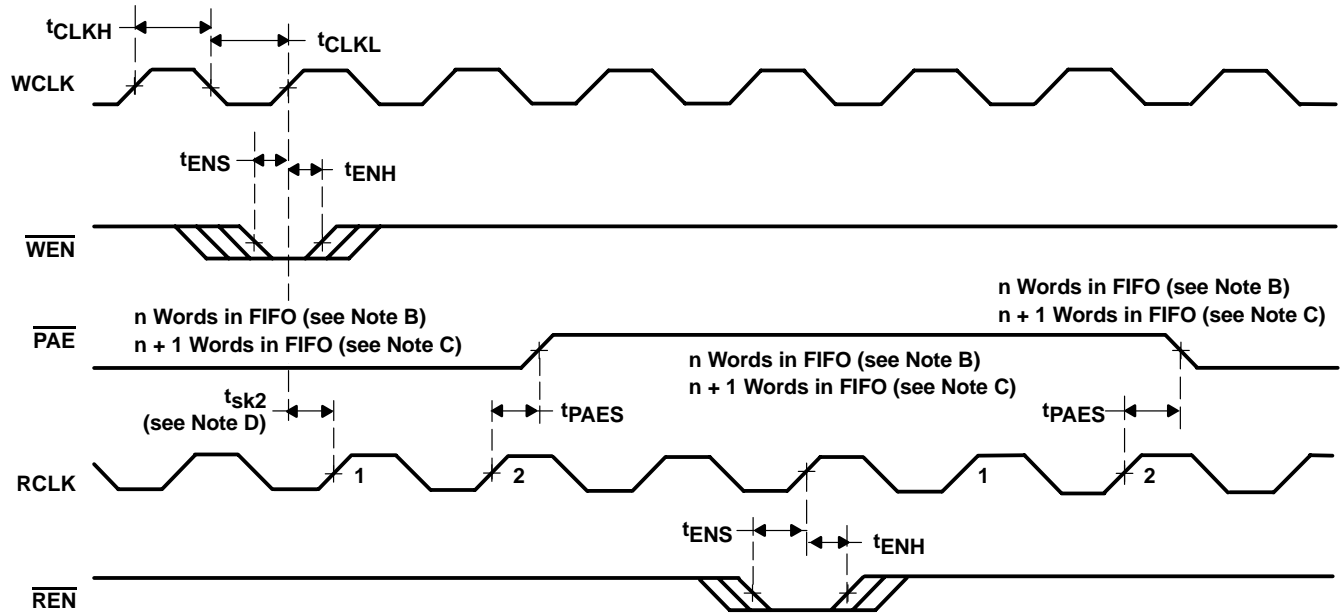 tCLKH
tCLKL
WCLK
tENS
tENH
WEN
n Words in FIFO (see Note B)
n + 1 Words in FIFO (see Note C)
n Words in FIFO (see Note B)
n + 1 Words in FIFO (see Note C)
PAE
n Words in FIFO (see Note B)
n + 1 Words in FIFO (see Note C)
tsk2
(see Note D)
tPAES
tPAES
RCLK
1
2
1
2
tENS
tENH
REN